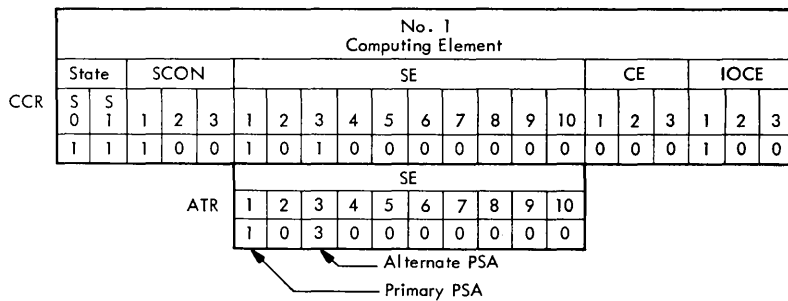 No. 1
Computing Element
State SCON SE CE IOCE
CCR S0 S1 1 2 3 1 2 3 4 5 6 7 8 9 10 1 2 3 1 2 3
1 1 1 0 0 1 0 1 0 0 0 0 0 0 0 0 0 0 1 0 0
SE
ATR 1 2 3 4 5 6 7 8 9 10
1 0 3 0 0 0 0 0 0 0
Alternate PSA
Primary PSA